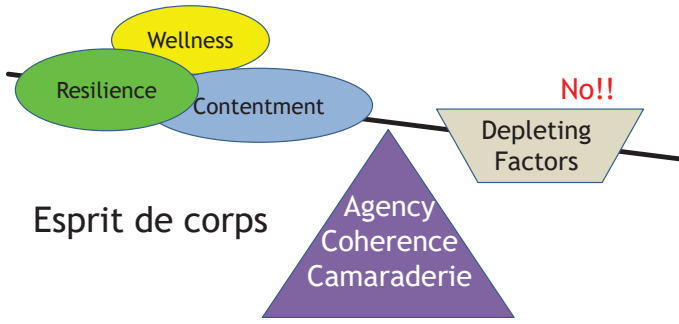 Wellness
Resilience
Contentment
No!!
Depleting
Factors
Esprit de corps
Agency
Coherence
Camaraderie